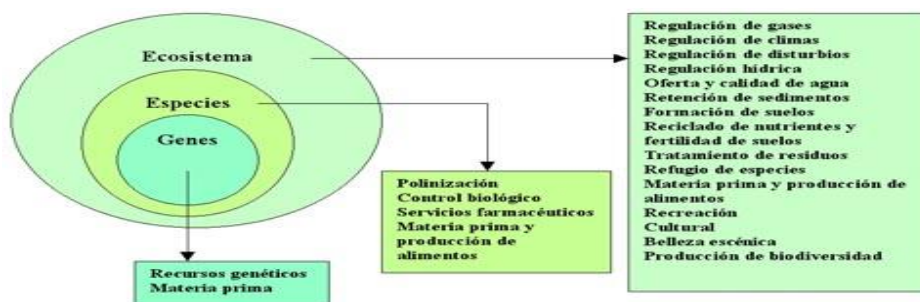 Ecosistema
Especies
Genes
Regulación de gases
Regulación de climas
Regulación de disturbios
Regulación hídrica
Oferta y calidad de agua
Retención de sedimentos
Formación de suelos
Reciclado de nutrientes y
fertilidad de suelos
Tratamiento de residuos
Refugio de especies
Materia prima y producción de
alimentos
Recreación
Cultural
Belleza escénica
Producción de biodiversidad
Polinización
Control biológico
Servicios farmacéuticos
Materia prima y
producción de
alimentos
Recursos genéticos
Materia prima